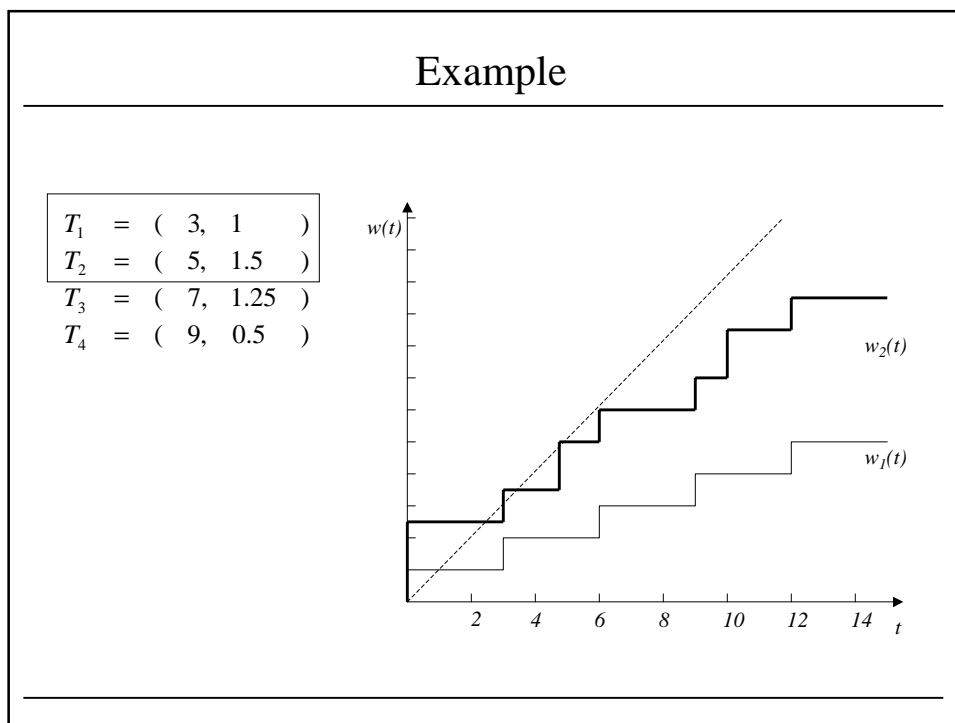 Example
T₁ = ( 3, 1 )
T₂ = ( 5, 1.5 )
T₃ = ( 7, 1.25 )
T₄ = ( 9, 0.5 )
w(t)
w₂(t)
w₁(t)
2 4 6 8 10 12 14
t